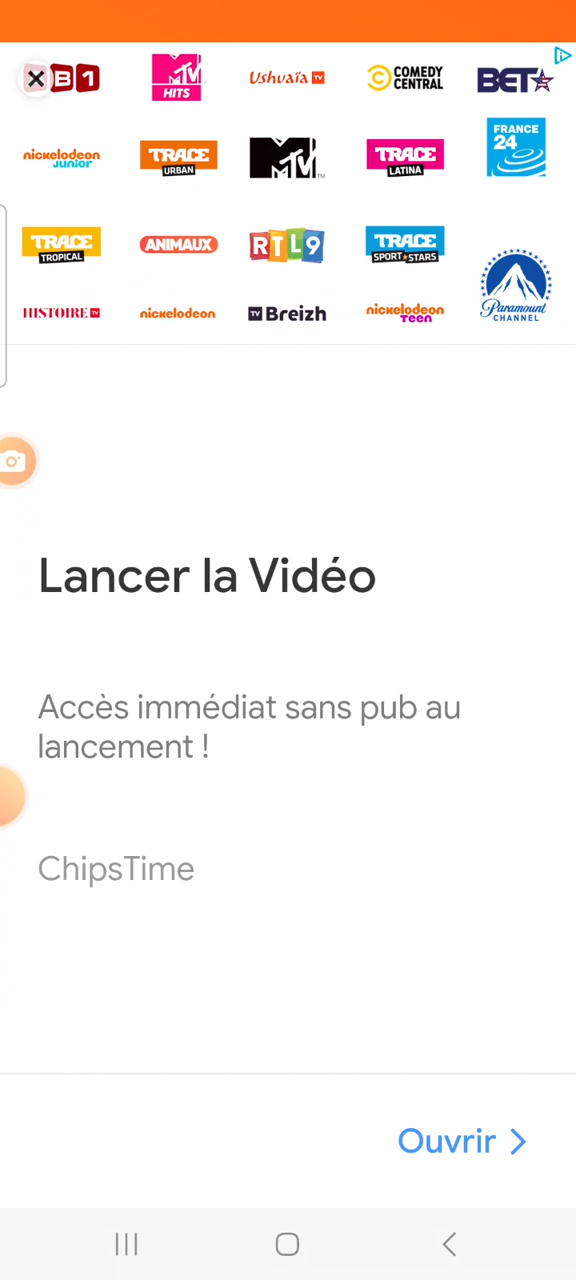 B 1
MTV HITS
Ushuaïa TV
COMEDY CENTRAL
BET
nickelodeon junior
TRACE URBAN
MTV TM
TRACE LATINA
FRANCE 24
TRACE TROPICAL
ANIMAUX
RTL9
TRACE SPORT STARS
Paramount CHANNEL
HISTOIRE TV
nickelodeon
TV Breizh
nickelodeon teen
Lancer la Vidéo
Accès immédiat sans pub au
lancement !
ChipsTime
Ouvrir